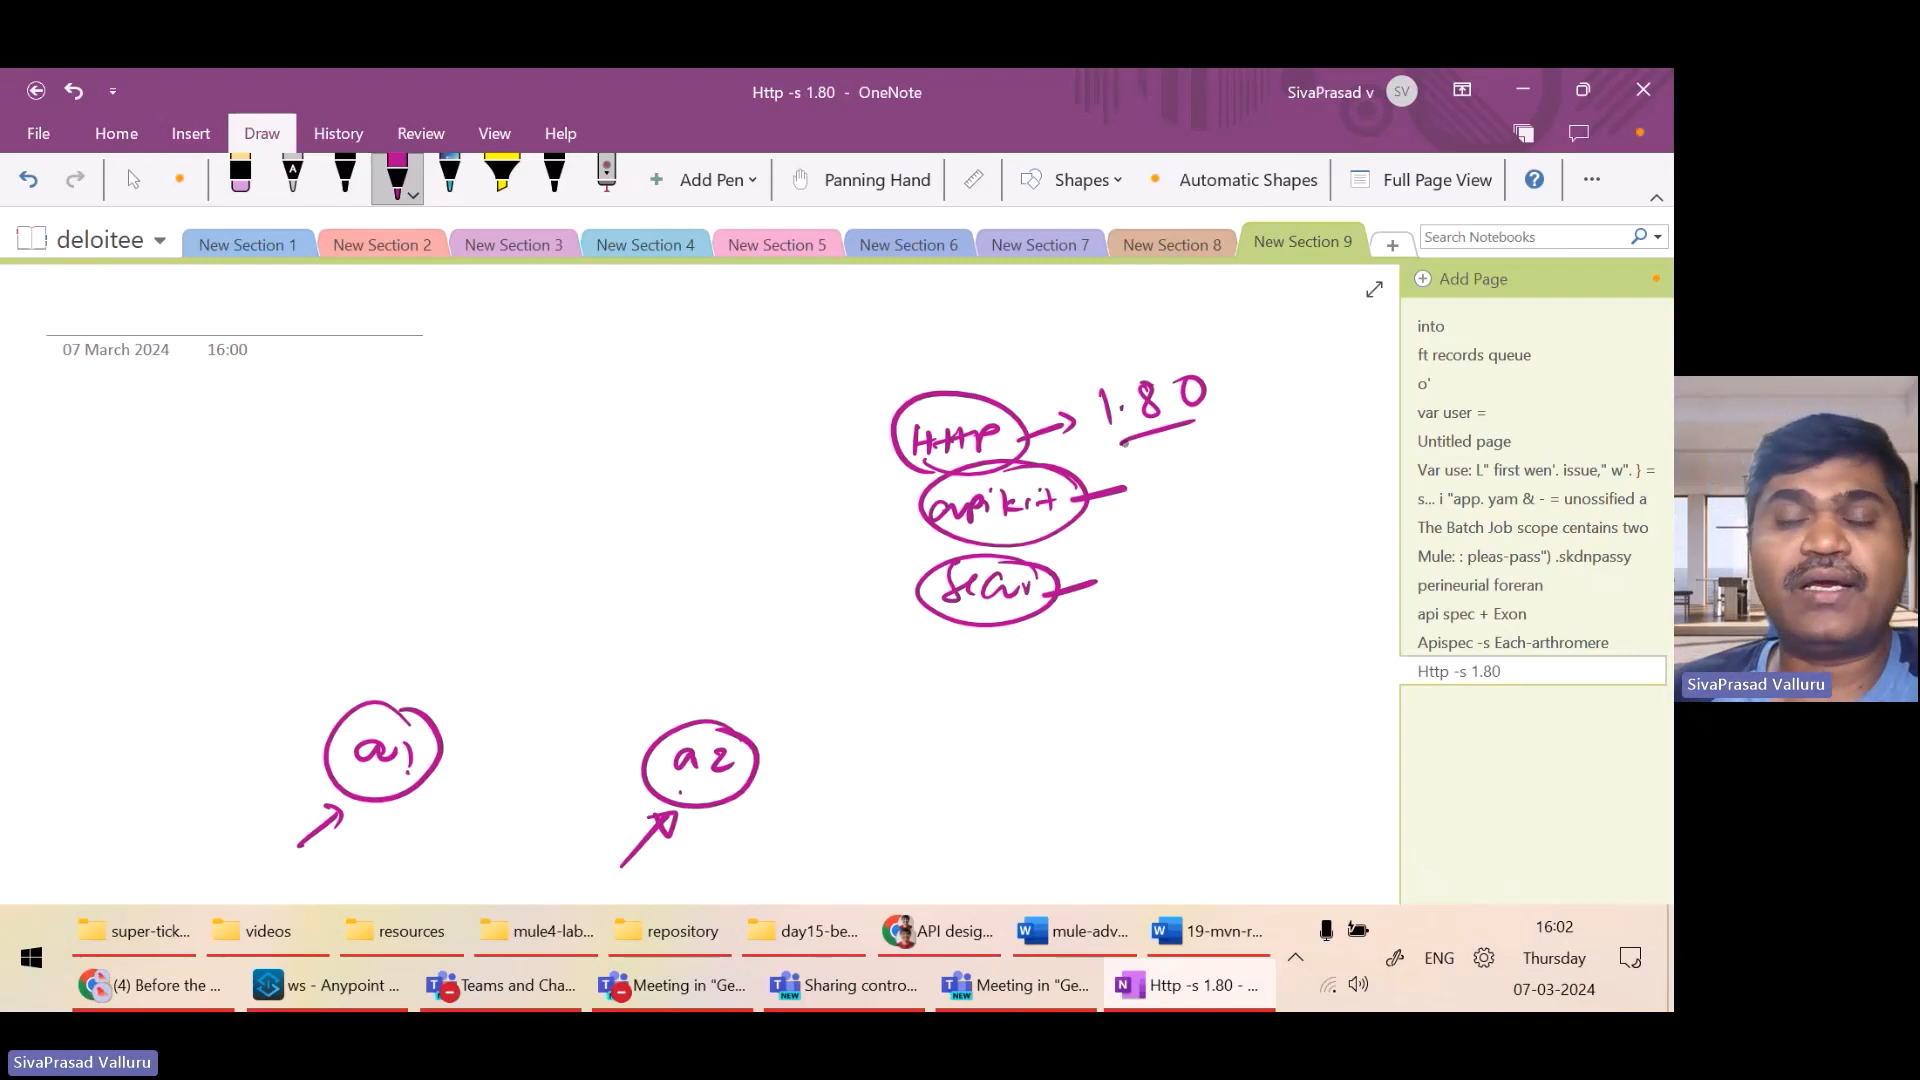 Http -s 1.80 - OneNote
SivaPrasad v SV
File Home Insert Draw History Review View Help
Add Pen Panning Hand Shapes Automatic Shapes Full Page View
deloitee New Section 1 New Section 2 New Section 3 New Section 4 New Section 5 New Section 6 New Section 7 New Section 8 New Section 9 Search Notebooks
Add Page
07 March 2024 16:00
into
ft records queue
o'
var user =
Untitled page
Var use: L" first wen'. issue," w". } =
s... i "app. yam & - = unossified a
The Batch Job scope centains two
Mule: : pleas-pass") .skdnpassy
perineurial foreran
api spec + Exon
Apispec -s Each-arthromere
Http -s 1.80
HTTP 1.80
apikit
a1
a2
SivaPrasad Valluru
super-tick... videos resources mule4-lab... repository day15-be... API desig... mule-adv... 19-mvn-r...
(4) Before the ... ws - Anypoint ... Teams and Cha... Meeting in "Ge... Sharing contro... Meeting in "Ge... Http -s 1.80 - ...
ENG
16:02
Thursday
07-03-2024
SivaPrasad Valluru